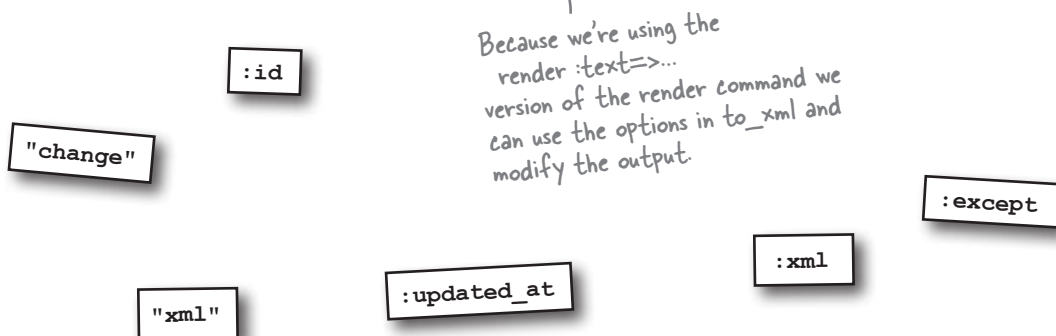 Because we're using the
render :text=>...
version of the render command we
can use the options in to_xml and
modify the output.
:id
"change"
:except
:xml
:updated_at
"xml"